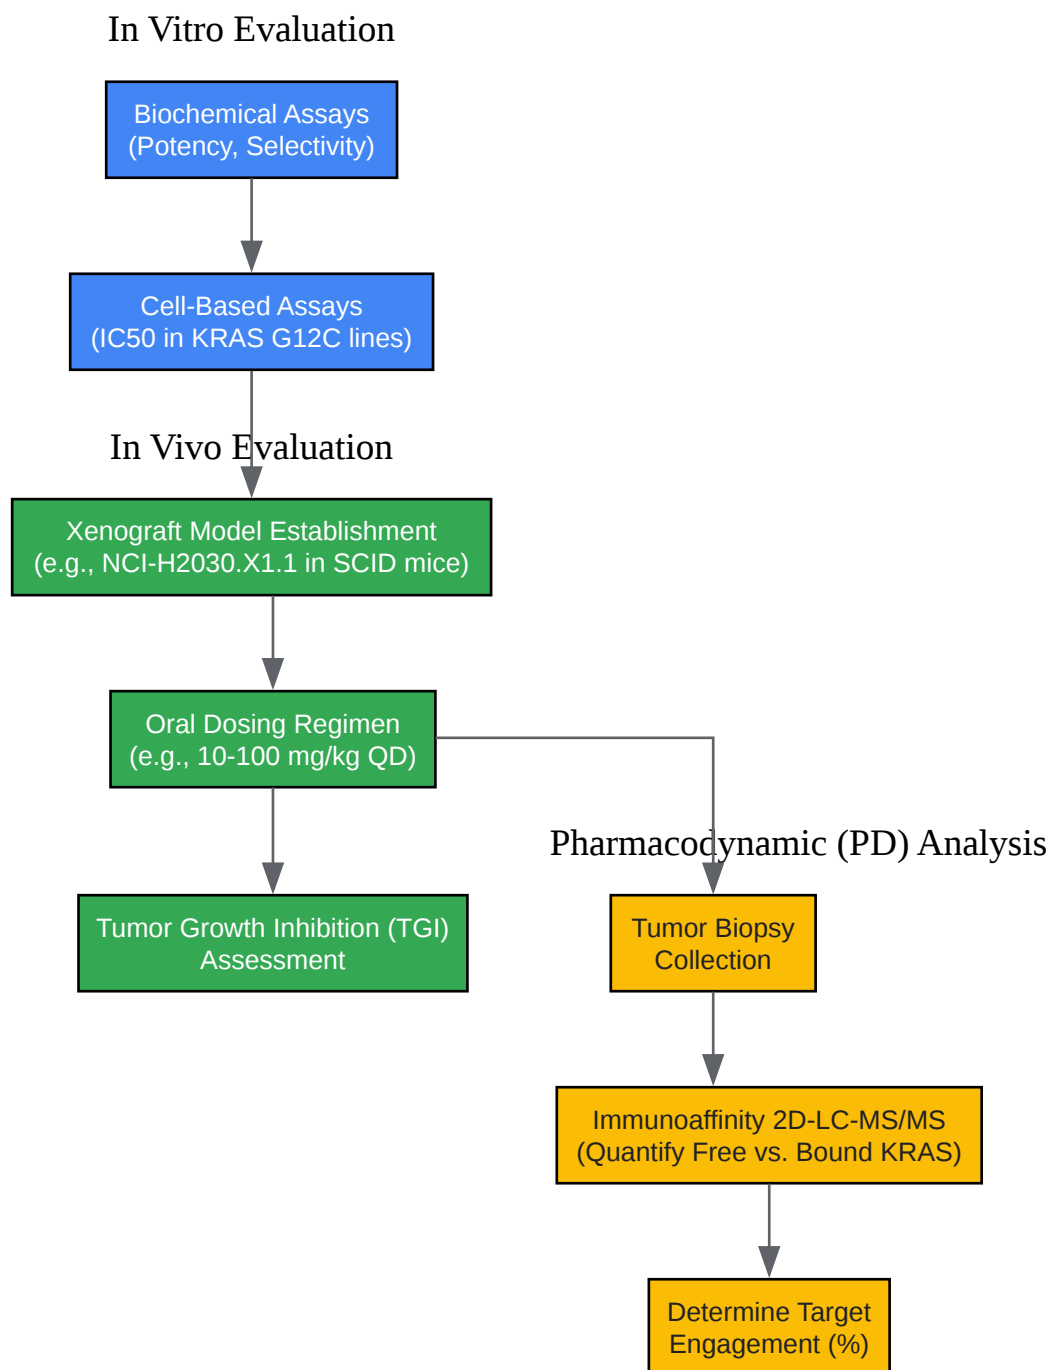 In Vitro Evaluation
Biochemical Assays
(Potency, Selectivity)
Cell-Based Assays
(IC50 in KRAS G12C lines)
In Vivo Evaluation
Xenograft Model Establishment
(e.g., NCI-H2030.X1.1 in SCID mice)
Oral Dosing Regimen
(e.g., 10-100 mg/kg QD)
Tumor Growth Inhibition (TGI)
Assessment
Pharmacodynamic (PD) Analysis
Tumor Biopsy
Collection
Immunoaffinity 2D-LC-MS/MS
(Quantify Free vs. Bound KRAS)
Determine Target
Engagement (%)